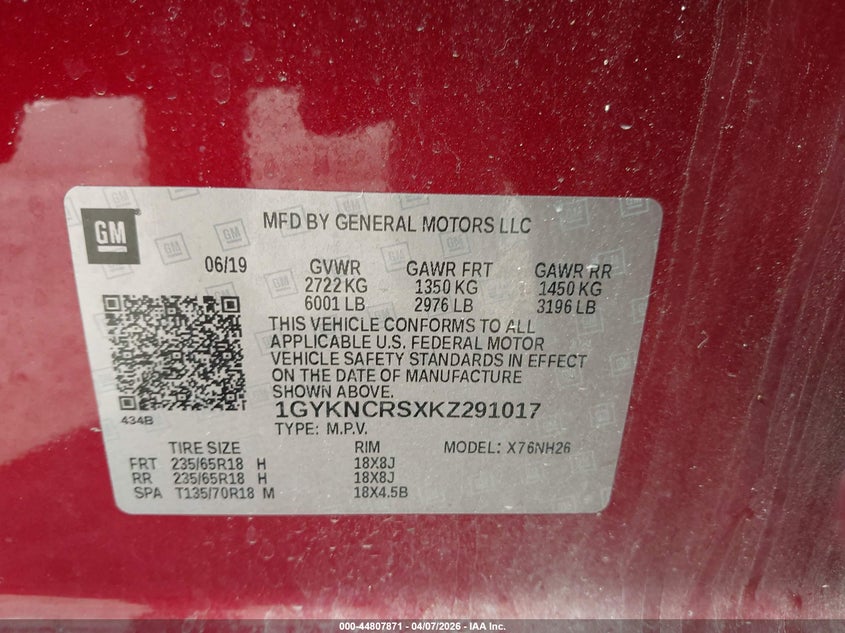 GM
MFD BY GENERAL MOTORS LLC
06/19 GVWR GAWR FRT GAWR RR
2722 KG 1350 KG 1450 KG
6001 LB 2976 LB 3196 LB
THIS VEHICLE CONFORMS TO ALL
APPLICABLE U.S. FEDERAL MOTOR
VEHICLE SAFETY STANDARDS IN EFFECT
ON THE DATE OF MANUFACTURE
SHOWN ABOVE.
1GYKNCRSXKZ291017
434B
TYPE: M.P.V.
TIRE SIZE RIM MODEL: X76NH26
FRT 235/65R18 H 18X8J
RR 235/65R18 H 18X8J
SPA T135/70R18 M 18X4.5B
000-44807871 - 04/07/2026 - IAA Inc.